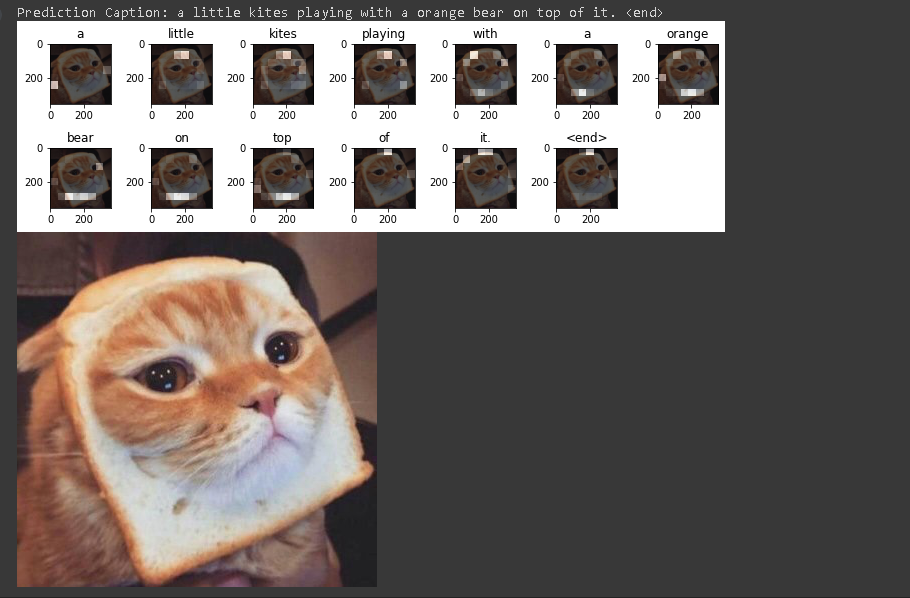 Prediction Caption: a little kites playing with a orange bear on top of it. <end>
a little kites playing with a orange
0 0 0 0 0 0 0
200 200 200 200 200 200 200
0 200 0 200 0 200 0 200 0 200 0 200 0 200
bear on top of it. <end>
0 0 0 0 0 0
200 200 200 200 200 200
0 200 0 200 0 200 0 200 0 200 0 200